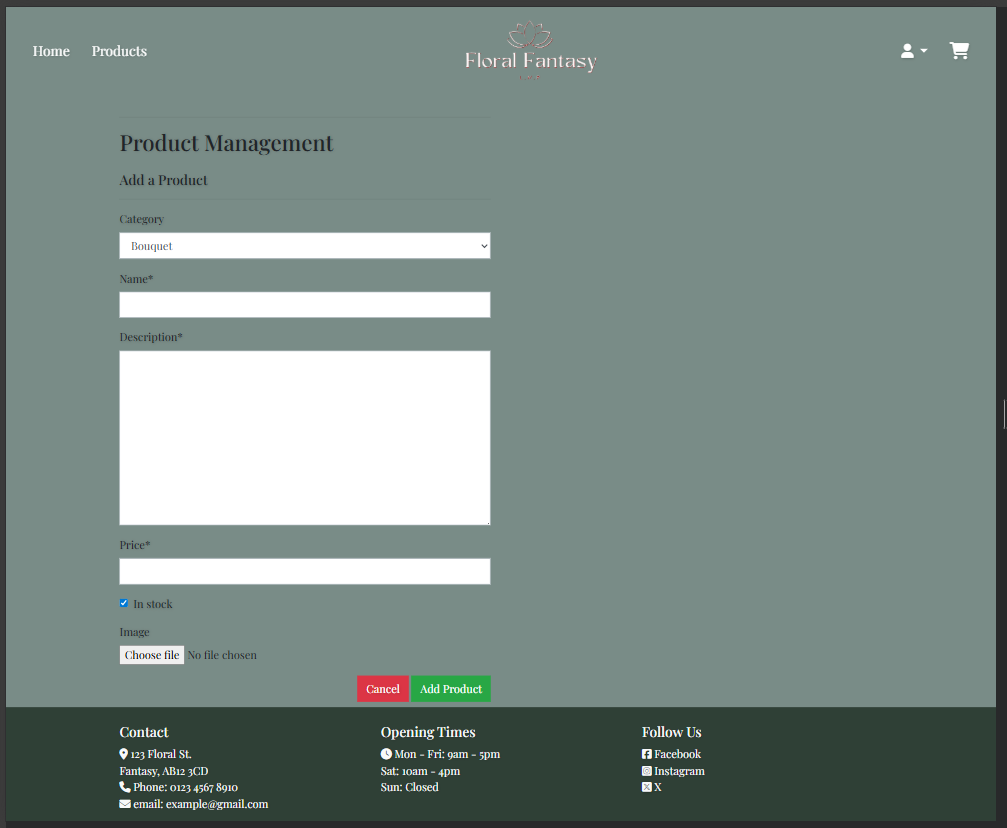 Home
Products
Floral Fantasy
Product Management
Add a Product
Category
Bouquet
Name*
Description*
Price*
In stock
Image
Choose file No file chosen
Cancel
Add Product
Contact
123 Floral St.
Fantasy, AB12 3CD
Phone: 0123 4567 8910
email: example@gmail.com
Opening Times
Mon - Fri: 9am - 5pm
Sat: 10am - 4pm
Sun: Closed
Follow Us
Facebook
Instagram
X